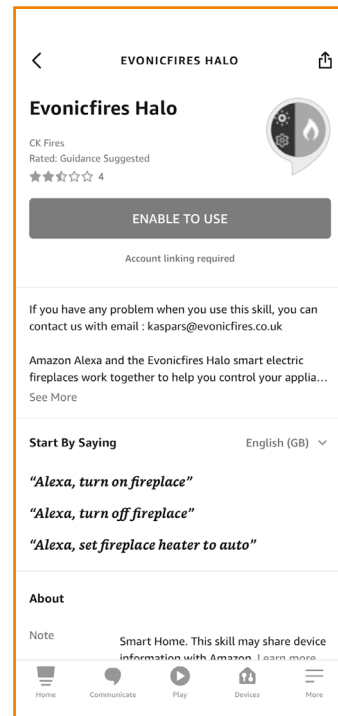 EVONICFIRES HALO
Evonicfires Halo
CK Fires
Rated: Guidance Suggested
4
ENABLE TO USE
Account linking required
If you have any problem when you use this skill, you can
contact us with email : kaspars@evonicfires.co.uk
Amazon Alexa and the Evonicfires Halo smart electric
fireplaces work together to help you control your applia...
See More
Start By Saying English (GB)
“Alexa, turn on fireplace”
“Alexa, turn off fireplace”
“Alexa, set fireplace heater to auto”
About
Note Smart Home. This skill may share device
information with Amazon. Learn more
Home Communicate Play Devices More